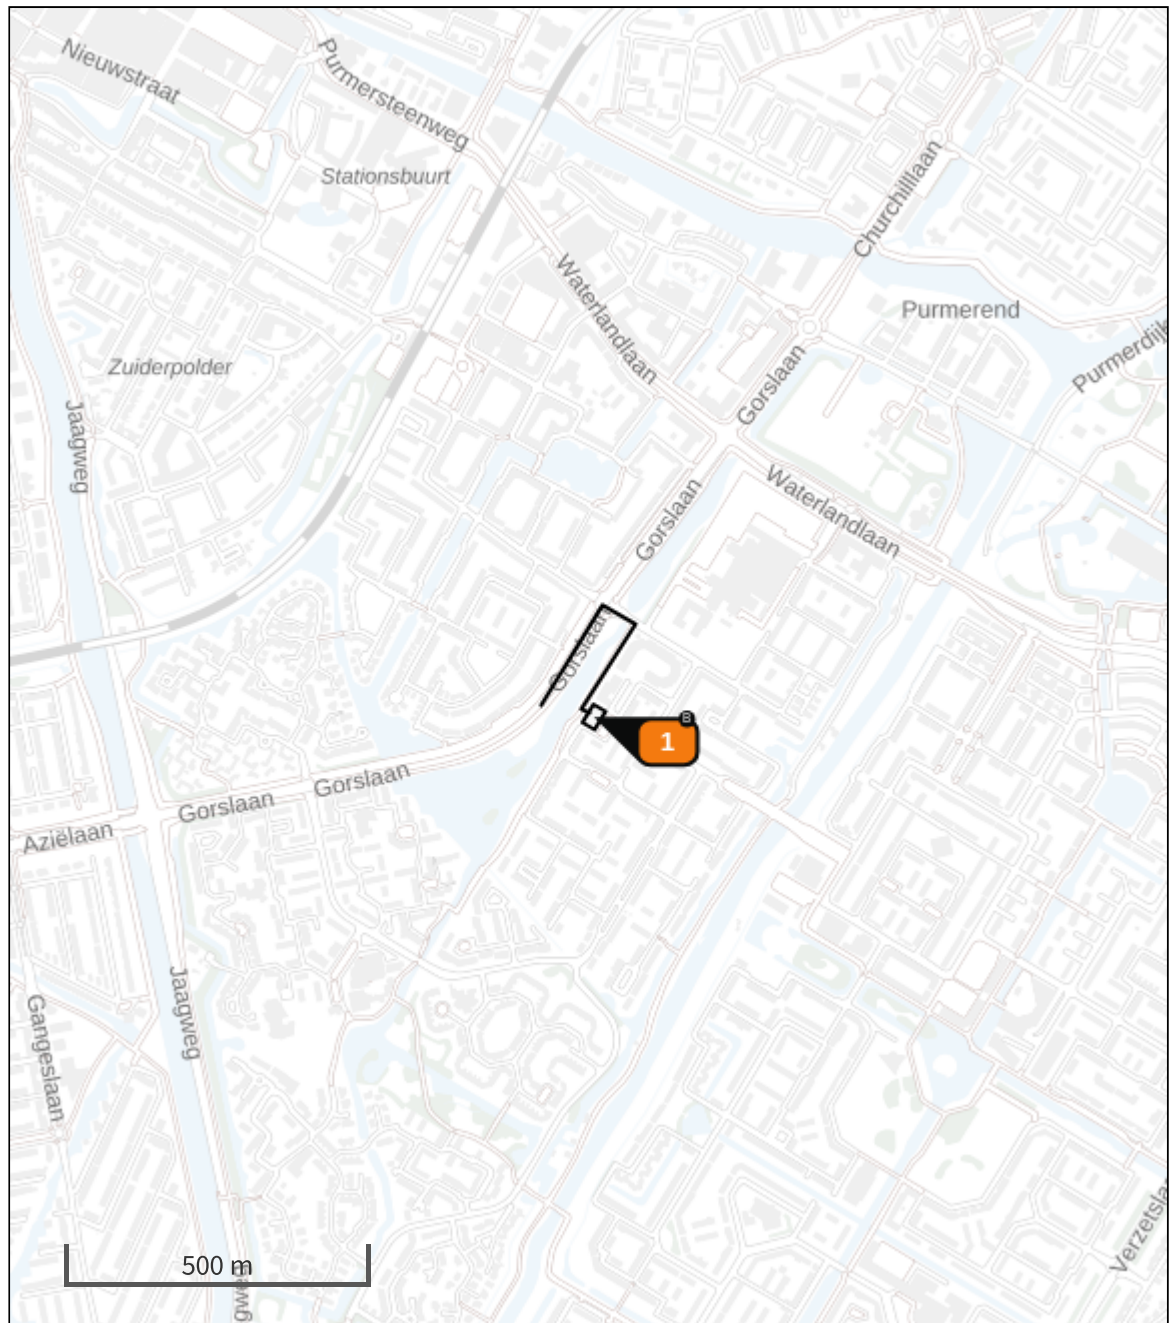 Nieuwstraat
Purmersteenweg
Stationsbuurt
Churchilllaan
Waterlandlaan
Purmerend
Purmerdijk
Zuiderpolder
Gorslaan
Jaagweg
Waterlandlaan
Gorslaan
Gorslaan
1
B
Gorslaan
Gorslaan
Aziëlaan
Jaagweg
Gangeslaan
Verzetsla
500 m